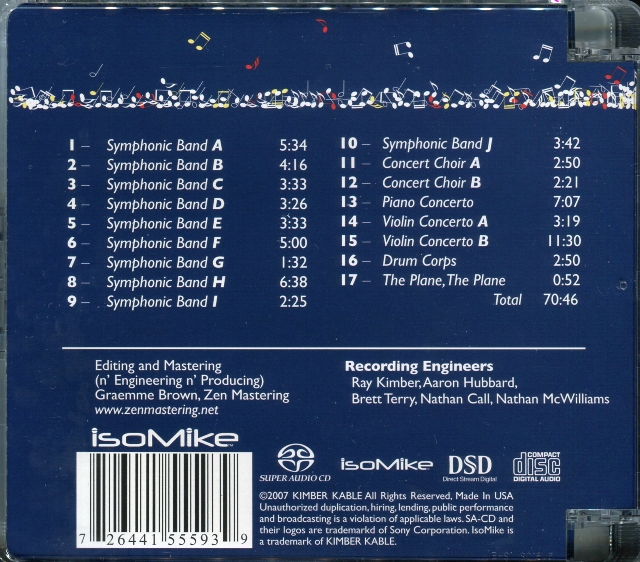 1 – Symphonic Band A 5:34
2 – Symphonic Band B 4:16
3 – Symphonic Band C 3:33
4 – Symphonic Band D 3:26
5 – Symphonic Band E 3:33
6 – Symphonic Band F 5:00
7 – Symphonic Band G 1:32
8 – Symphonic Band H 6:38
9 – Symphonic Band I 2:25
10 – Symphonic Band J 3:42
11 – Concert Choir A 2:50
12 – Concert Choir B 2:21
13 – Piano Concerto 7:07
14 – Violin Concerto A 3:19
15 – Violin Concerto B 11:30
16 – Drum Corps 2:50
17 – The Plane, The Plane 0:52
Total 70:46
Editing and Mastering
(n' Engineering n' Producing)
Graemme Brown, Zen Mastering
www.zenmastering.net
Recording Engineers
Ray Kimber, Aaron Hubbard,
Brett Terry, Nathan Call, Nathan McWilliams
isoMike™
7 26441 55593 9
SUPER AUDIO CD
isoMike
DSD
Direct Stream Digital
COMPACT
disc
DIGITAL AUDIO
©2007 KIMBER KABLE All Rights Reserved, Made In USA
Unauthorized duplication, hiring, lending, public performance
and broadcasting is a violation of applicable laws. SA-CD and
their logos are trademarkd of Sony Corporation. IsoMike is
a trademark of KIMBER KABLE.